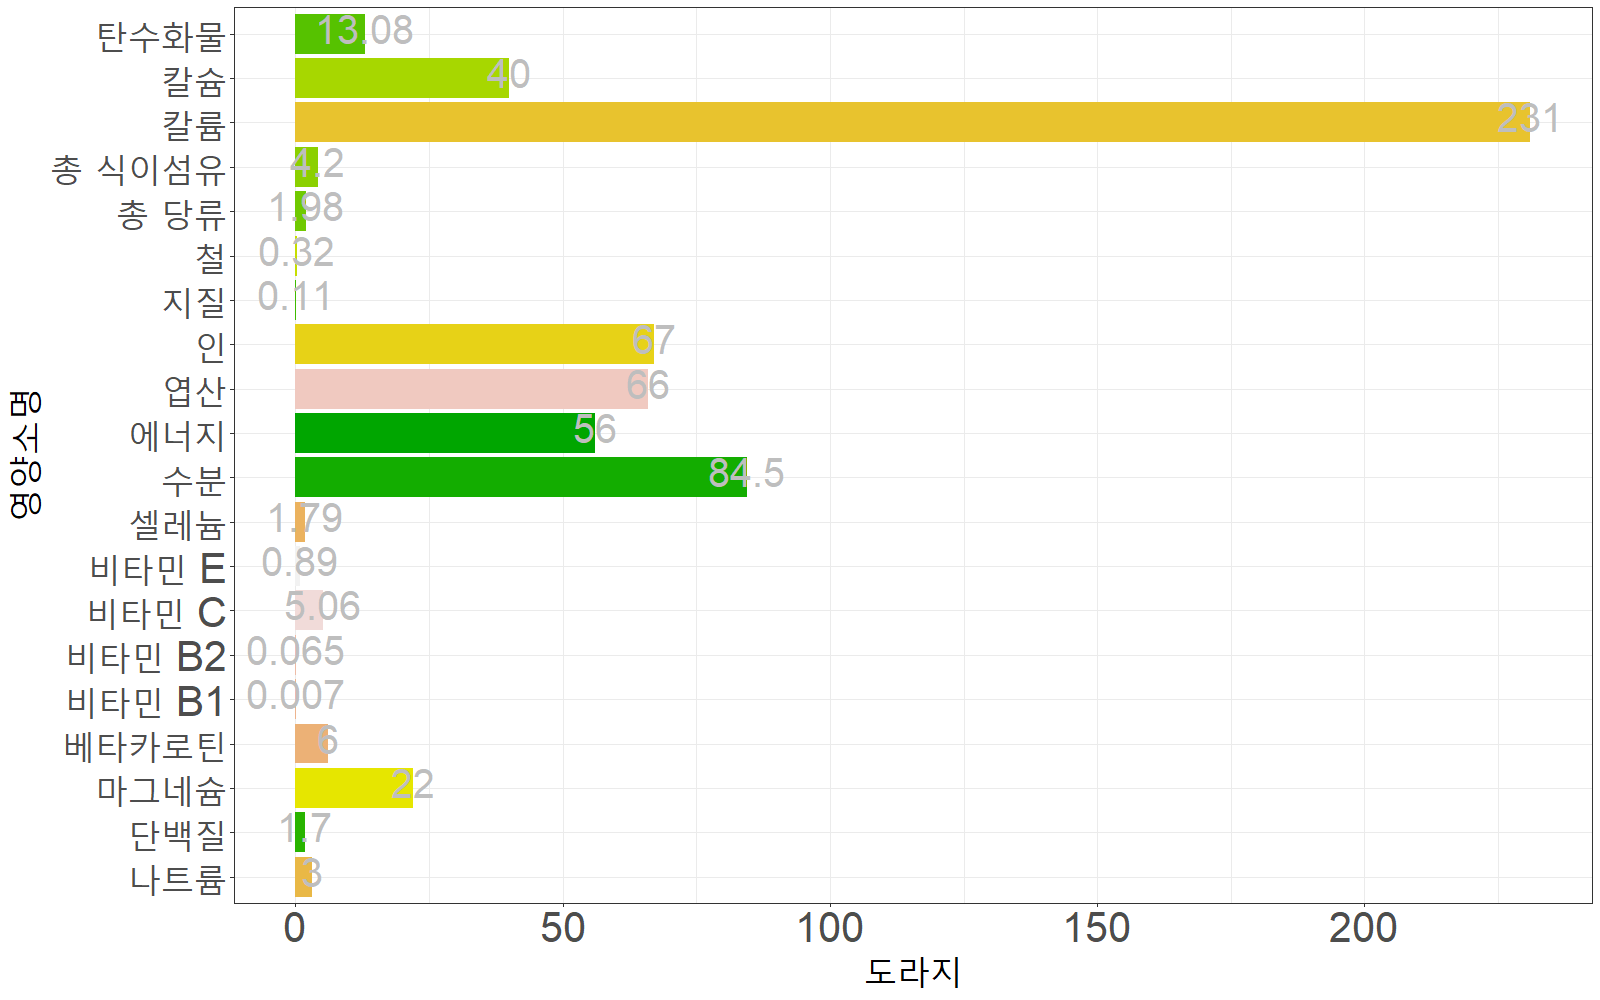 탄수화물 13.08
칼슘 40
칼륨 231
총 식이섬유 4.2
총 당류 1.98
철 0.32
지질 0.11
인 67
엽산 66
에너지 56
수분 84.5
셀레늄 1.79
비타민 E 0.89
비타민 C 5.06
비타민 B2 0.065
비타민 B1 0.007
베타카로틴 6
마그네슘 22
단백질 1.7
나트륨 3
영양소명
0 50 100 150 200
도라지